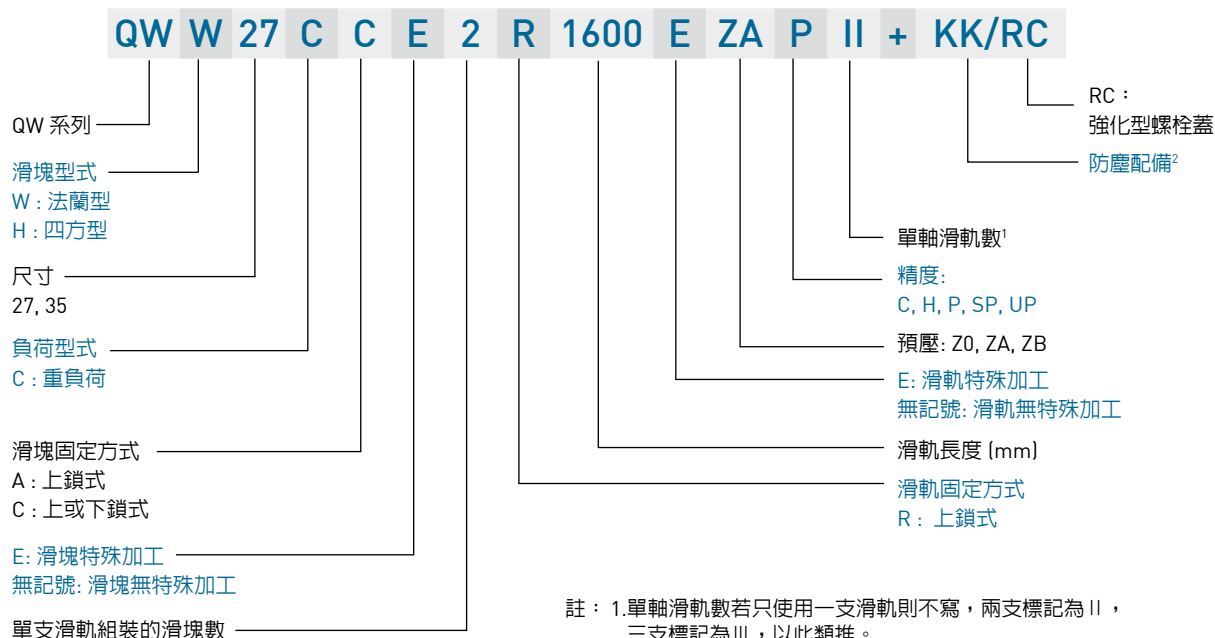 QW W 27 C C E 2 R 1600 E ZA P II + KK/RC
QW 系列
滑塊型式
W : 法蘭型
H : 四方型
尺寸
27, 35
負荷型式
C : 重負荷
滑塊固定方式
A : 上鎖式
C : 上或下鎖式
E: 滑塊特殊加工
無記號: 滑塊無特殊加工
單支滑軌組裝的滑塊數
RC：
強化型螺栓蓋
防塵配備²
單軸滑軌數¹
精度:
C, H, P, SP, UP
預壓: Z0, ZA, ZB
E: 滑軌特殊加工
無記號: 滑軌無特殊加工
滑軌長度 (mm)
滑軌固定方式
R : 上鎖式
註： 1.單軸滑軌數若只使用一支滑軌則不寫，兩支標記為II，
三支標記為III，以此類推。